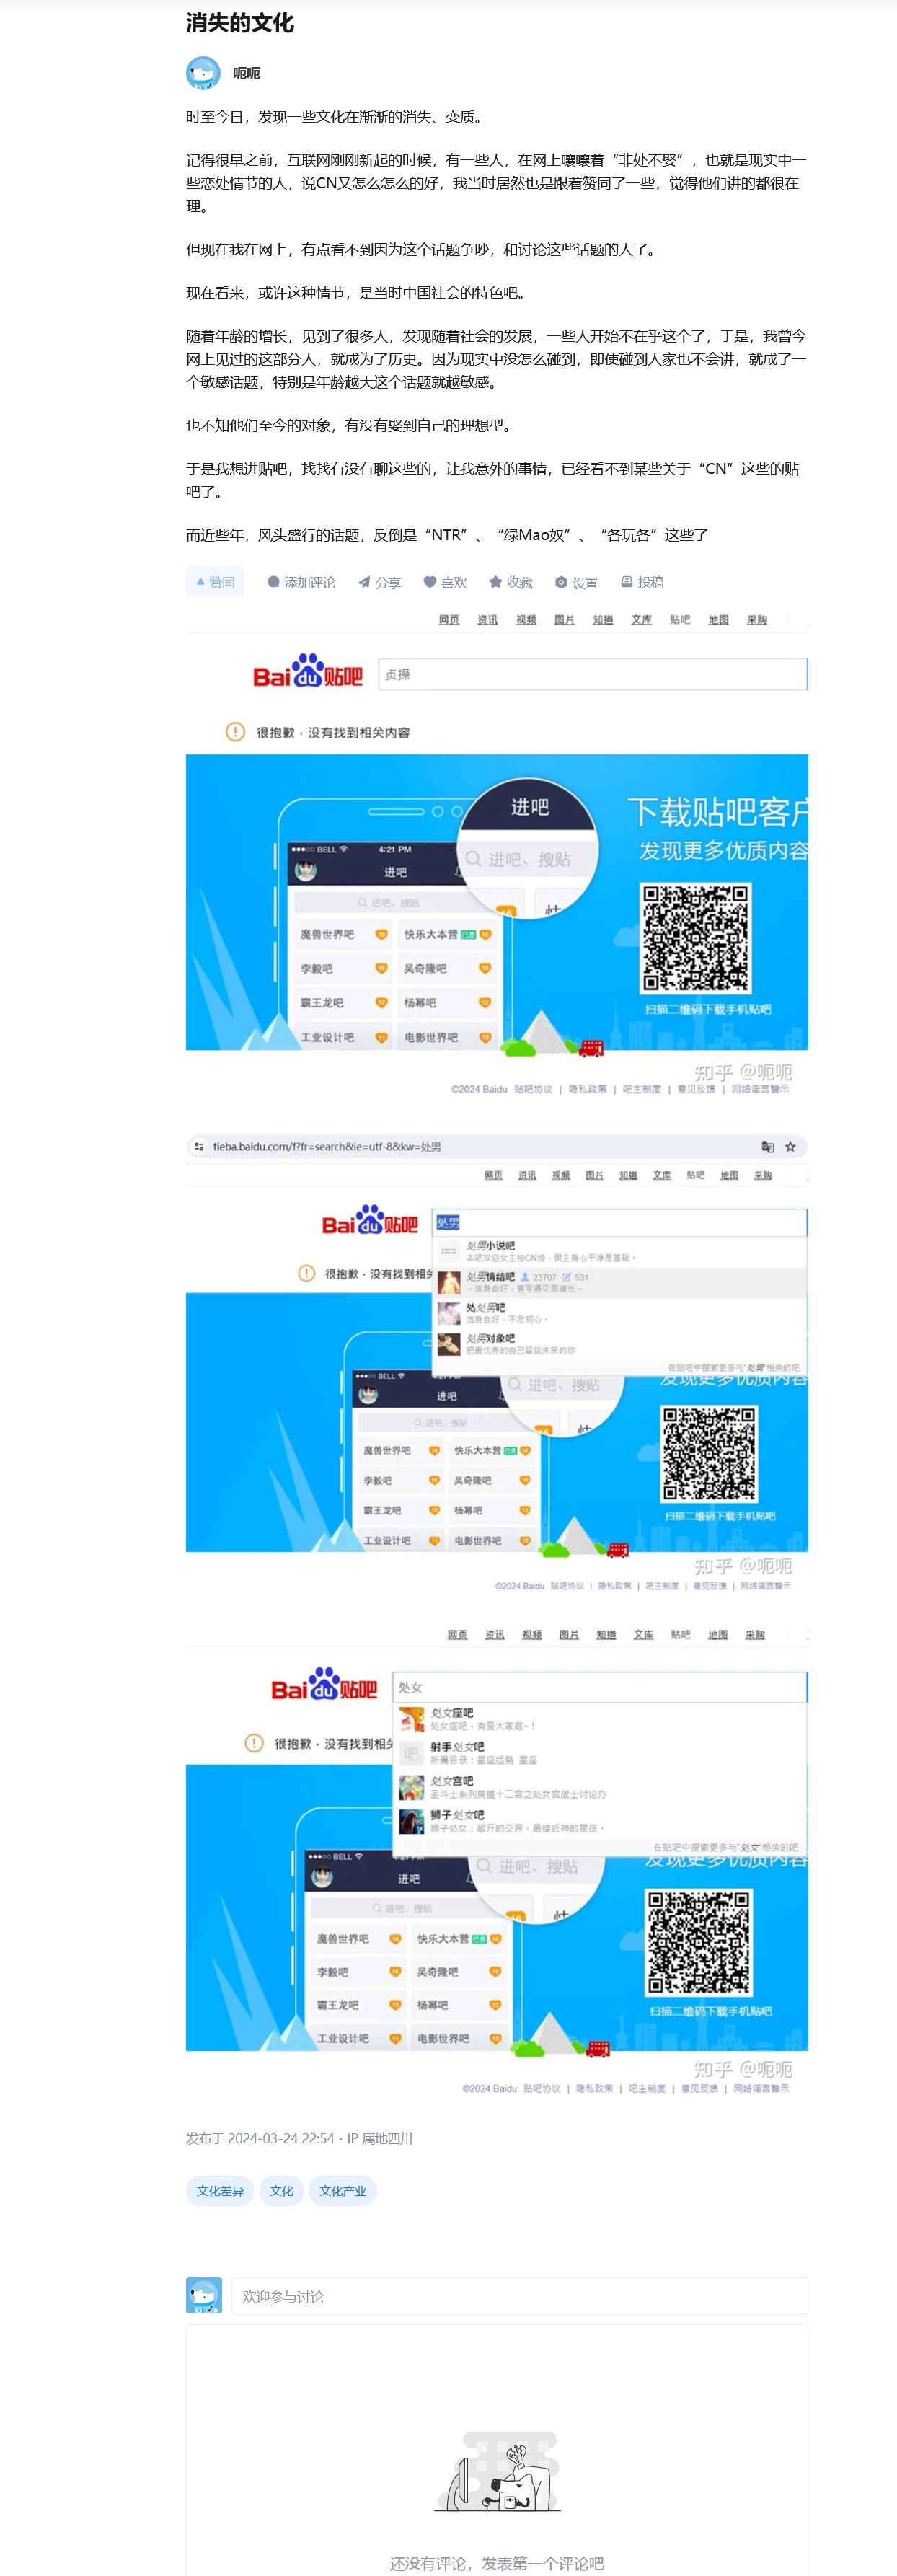 消失的文化
呃呃
时至今日，发现一些文化在渐渐的消失、变质。
记得很早之前，互联网刚刚新起的时候，有一些人，在网上嚷嚷着“非处不娶”，也就是现实中一
些恋处情节的人，说CN又怎么怎么的好，我当时居然也是跟着赞同了一些，觉得他们讲的都很在
理。
但现在我在网上，有点看不到因为这个话题争吵，和讨论这些话题的人了。
现在看来，或许这种情节，是当时中国社会的特色吧。
随着年龄的增长，见到了很多人，发现随着社会的发展，一些人开始不在乎这个了，于是，我曾今
网上见过的这部分人，就成为了历史。因为现实中没怎么碰到，即使碰到人家也不会讲，就成了一
个敏感话题，特别是年龄越大这个话题就越敏感。
也不知他们至今的对象，有没有娶到自己的理想型。
于是我想进贴吧，找找有没有聊这些的，让我意外的事情，已经看不到某些关于“CN”这些的贴
吧了。
而近些年，风头盛行的话题，反倒是“NTR”、“绿Mao奴”、“各玩各”这些了
赞同 添加评论 分享 喜欢 收藏 设置 投稿
网页 资讯 视频 图片 知道 文库 贴吧 地图 采购
Bai du 贴吧 贞操
很抱歉，没有找到相关内容
进吧
下载贴吧客户
发现更多优质内容
BELL 4:21 PM
进吧
进吧、搜贴
进吧、搜贴
魔兽世界吧 快乐大本营
李毅吧 吴奇隆吧
霸王龙吧 杨幂吧
扫描二维码下载手机贴吧
工业设计吧 电影世界吧
知乎 @呃呃
©2024 Baidu 贴吧协议 | 隐私政策 | 吧主制度 | 意见反馈 | 网络谣言警示
tieba.baidu.com/f?fr=search&ie=utf-8&kw=处男
网页 资讯 视频 图片 知道 文库 贴吧 地图 采购
Bai du 贴吧 处男
处男小说吧
本吧欢迎女主控CN控，男主身心干净是基础。
很抱歉，没有找到相关
处男情结吧 23707 531
~洁身自好，直至遇见那道光~
处处男吧
洁身自好，不忘初心。
处男对象吧
把最优秀的自己留给未来的你
在贴吧中搜索更多与“处男”相关的吧
发现更多优质内容
BELL
进吧
进吧、搜贴
进吧、搜贴
魔兽世界吧 快乐大本营
李毅吧 吴奇隆吧
霸王龙吧 杨幂吧
扫描二维码下载手机贴吧
工业设计吧 电影世界吧
知乎 @呃呃
©2024 Baidu 贴吧协议 | 隐私政策 | 吧主制度 | 意见反馈 | 网络谣言警示
网页 资讯 视频 图片 知道 文库 贴吧 地图 采购
Bai du 贴吧 处女
处女座吧
处女座吧，有爱大家庭~！
很抱歉，没有找到相关
射手处女吧
所属目录：星座运势 星座
处女宫吧
圣斗士系列黄道十二宫之处女宫战士讨论办
狮子处女吧
狮子处女：敞开的交界，最接近神的星座。
在贴吧中搜索更多与“处女”相关的吧
发现更多优质内容
BELL
进吧
进吧、搜贴
进吧、搜贴
魔兽世界吧 快乐大本营
李毅吧 吴奇隆吧
霸王龙吧 杨幂吧
扫描二维码下载手机贴吧
工业设计吧 电影世界吧
知乎 @呃呃
©2024 Baidu 贴吧协议 | 隐私政策 | 吧主制度 | 意见反馈 | 网络谣言警示
发布于 2024-03-24 22:54・IP 属地四川
文化差异 文化 文化产业
欢迎参与讨论
还没有评论，发表第一个评论吧